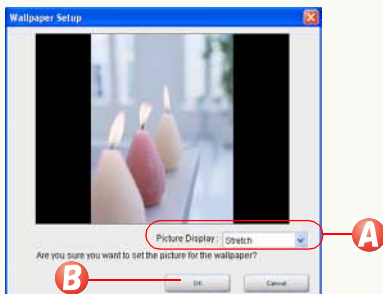 Wallpaper Setup
Picture Display: Stretch
A
Are you sure you want to set the picture for the wallpaper?
B
OK
Cancel